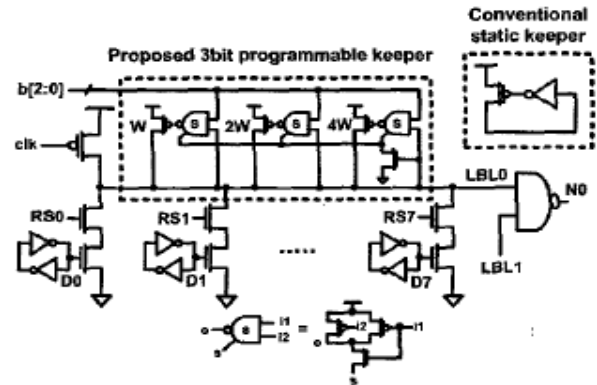 Conventional
static keeper
Proposed 3bit programmable keeper
b[2:0]
W
s
2W
s
4W
s
clk
LBL0
N0
RS0
RS1
RS7
LBL1
D0
D1
D7
.....
o
s
i1
i2
s
=
i2
i1
o
s